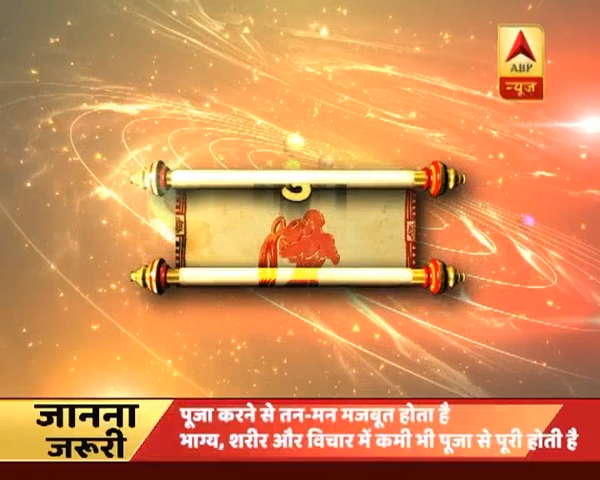 ABP
न्यूज़
जानना
जरूरी
पूजा करने से तन-मन मजबूत होता है
भाग्य, शरीर और विचार में कमी भी पूजा से पूरी होती है